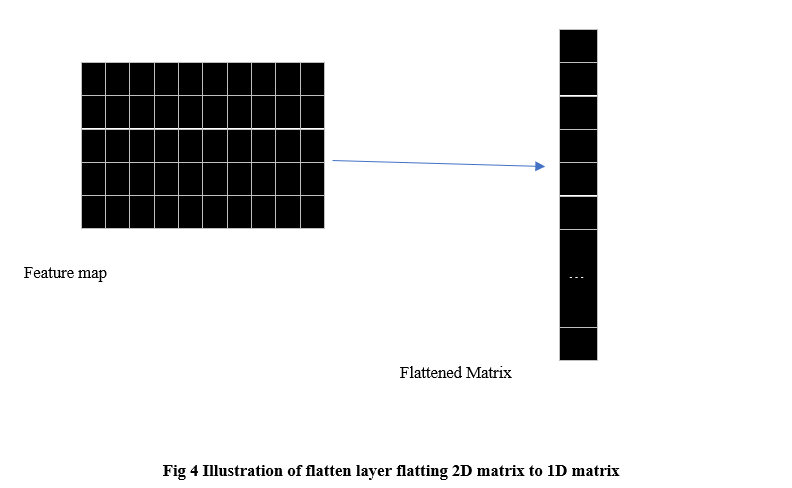 ...
Feature map
Flattened Matrix
Fig 4 Illustration of flatten layer flatting 2D matrix to 1D matrix